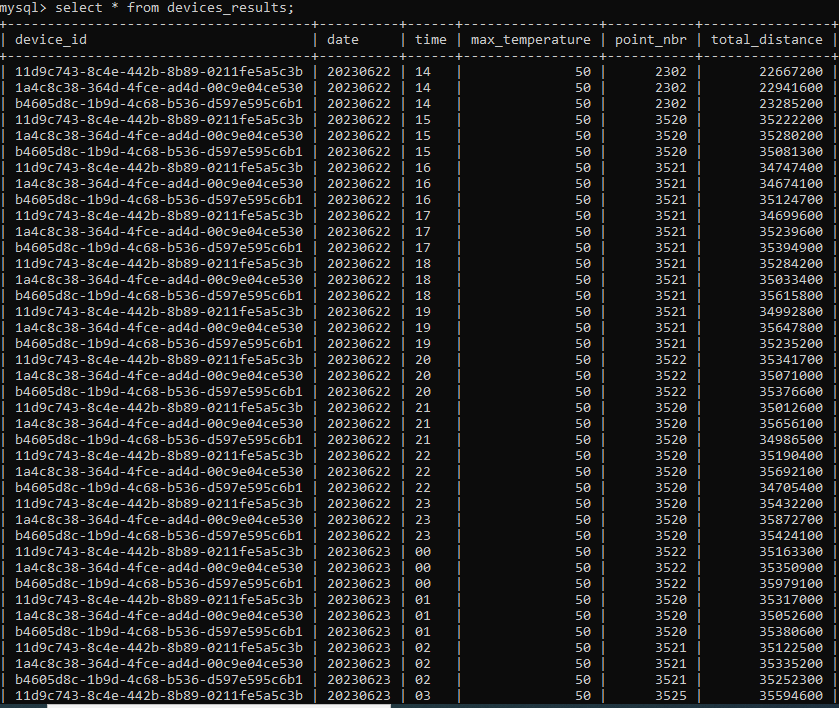 mysql> select * from devices_results;
+--------------------------------------+----------+------+-----------------+-----------+----------------+
| device_id | date | time | max_temperature | point_nbr | total_distance |
+--------------------------------------+----------+------+-----------------+-----------+----------------+
| 11d9c743-8c4e-442b-8b89-0211fe5a5c3b | 20230622 | 14 | 50 | 2302 | 22667200 |
| 1a4c8c38-364d-4fce-ad4d-00c9e04ce530 | 20230622 | 14 | 50 | 2302 | 22941600 |
| b4605d8c-1b9d-4c68-b536-d597e595c6b1 | 20230622 | 14 | 50 | 2302 | 23285200 |
| 11d9c743-8c4e-442b-8b89-0211fe5a5c3b | 20230622 | 15 | 50 | 3520 | 35222200 |
| 1a4c8c38-364d-4fce-ad4d-00c9e04ce530 | 20230622 | 15 | 50 | 3520 | 35280200 |
| b4605d8c-1b9d-4c68-b536-d597e595c6b1 | 20230622 | 15 | 50 | 3520 | 35081300 |
| 11d9c743-8c4e-442b-8b89-0211fe5a5c3b | 20230622 | 16 | 50 | 3521 | 34747400 |
| 1a4c8c38-364d-4fce-ad4d-00c9e04ce530 | 20230622 | 16 | 50 | 3521 | 34674100 |
| b4605d8c-1b9d-4c68-b536-d597e595c6b1 | 20230622 | 16 | 50 | 3521 | 35124700 |
| 11d9c743-8c4e-442b-8b89-0211fe5a5c3b | 20230622 | 17 | 50 | 3521 | 34699600 |
| 1a4c8c38-364d-4fce-ad4d-00c9e04ce530 | 20230622 | 17 | 50 | 3521 | 35239600 |
| b4605d8c-1b9d-4c68-b536-d597e595c6b1 | 20230622 | 17 | 50 | 3521 | 35394900 |
| 11d9c743-8c4e-442b-8b89-0211fe5a5c3b | 20230622 | 18 | 50 | 3521 | 35284200 |
| 1a4c8c38-364d-4fce-ad4d-00c9e04ce530 | 20230622 | 18 | 50 | 3521 | 35033400 |
| b4605d8c-1b9d-4c68-b536-d597e595c6b1 | 20230622 | 18 | 50 | 3521 | 35615800 |
| 11d9c743-8c4e-442b-8b89-0211fe5a5c3b | 20230622 | 19 | 50 | 3521 | 34992800 |
| 1a4c8c38-364d-4fce-ad4d-00c9e04ce530 | 20230622 | 19 | 50 | 3521 | 35647800 |
| b4605d8c-1b9d-4c68-b536-d597e595c6b1 | 20230622 | 19 | 50 | 3521 | 35235200 |
| 11d9c743-8c4e-442b-8b89-0211fe5a5c3b | 20230622 | 20 | 50 | 3522 | 35341700 |
| 1a4c8c38-364d-4fce-ad4d-00c9e04ce530 | 20230622 | 20 | 50 | 3522 | 35071000 |
| b4605d8c-1b9d-4c68-b536-d597e595c6b1 | 20230622 | 20 | 50 | 3522 | 35376600 |
| 11d9c743-8c4e-442b-8b89-0211fe5a5c3b | 20230622 | 21 | 50 | 3520 | 35012600 |
| 1a4c8c38-364d-4fce-ad4d-00c9e04ce530 | 20230622 | 21 | 50 | 3520 | 35656100 |
| b4605d8c-1b9d-4c68-b536-d597e595c6b1 | 20230622 | 21 | 50 | 3520 | 34986500 |
| 11d9c743-8c4e-442b-8b89-0211fe5a5c3b | 20230622 | 22 | 50 | 3520 | 35190400 |
| 1a4c8c38-364d-4fce-ad4d-00c9e04ce530 | 20230622 | 22 | 50 | 3520 | 35692100 |
| b4605d8c-1b9d-4c68-b536-d597e595c6b1 | 20230622 | 22 | 50 | 3520 | 34705400 |
| 11d9c743-8c4e-442b-8b89-0211fe5a5c3b | 20230622 | 23 | 50 | 3520 | 35432200 |
| 1a4c8c38-364d-4fce-ad4d-00c9e04ce530 | 20230622 | 23 | 50 | 3520 | 35872700 |
| b4605d8c-1b9d-4c68-b536-d597e595c6b1 | 20230622 | 23 | 50 | 3520 | 35424100 |
| 11d9c743-8c4e-442b-8b89-0211fe5a5c3b | 20230623 | 00 | 50 | 3522 | 35163300 |
| 1a4c8c38-364d-4fce-ad4d-00c9e04ce530 | 20230623 | 00 | 50 | 3522 | 35350900 |
| b4605d8c-1b9d-4c68-b536-d597e595c6b1 | 20230623 | 00 | 50 | 3522 | 35979100 |
| 11d9c743-8c4e-442b-8b89-0211fe5a5c3b | 20230623 | 01 | 50 | 3520 | 35317000 |
| 1a4c8c38-364d-4fce-ad4d-00c9e04ce530 | 20230623 | 01 | 50 | 3520 | 35052600 |
| b4605d8c-1b9d-4c68-b536-d597e595c6b1 | 20230623 | 01 | 50 | 3520 | 35380600 |
| 11d9c743-8c4e-442b-8b89-0211fe5a5c3b | 20230623 | 02 | 50 | 3521 | 35122500 |
| 1a4c8c38-364d-4fce-ad4d-00c9e04ce530 | 20230623 | 02 | 50 | 3521 | 35335200 |
| b4605d8c-1b9d-4c68-b536-d597e595c6b1 | 20230623 | 02 | 50 | 3521 | 35252300 |
| 11d9c743-8c4e-442b-8b89-0211fe5a5c3b | 20230623 | 03 | 50 | 3525 | 35594600 |